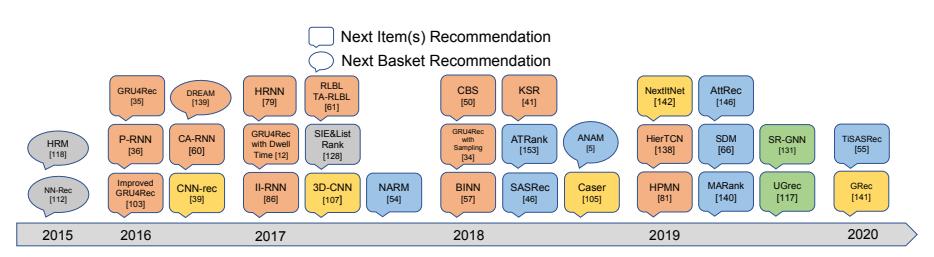 Next Item(s) Recommendation
Next Basket Recommendation
HRM
[118]
NN-Rec
[112]
GRU4Rec
[35]
P-RNN
[36]
Improved
GRU4Rec
[103]
DREAM
[139]
CA-RNN
[60]
CNN-rec
[39]
HRNN
[79]
GRU4Rec
with Dwell
Time [12]
II-RNN
[86]
RLBL
TA-RLBL
[61]
SIE&List
Rank
[128]
3D-CNN
[107]
NARM
[54]
CBS
[50]
GRU4Rec
with
Sampling
[34]
BINN
[57]
KSR
[41]
ATRank
[153]
SASRec
[46]
ANAM
[5]
Caser
[105]
NextItNet
[142]
HierTCN
[138]
HPMN
[81]
AttRec
[146]
SDM
[66]
MARank
[140]
SR-GNN
[131]
UGrec
[117]
TiSASRec
[55]
GRec
[141]
2015
2016
2017
2018
2019
2020